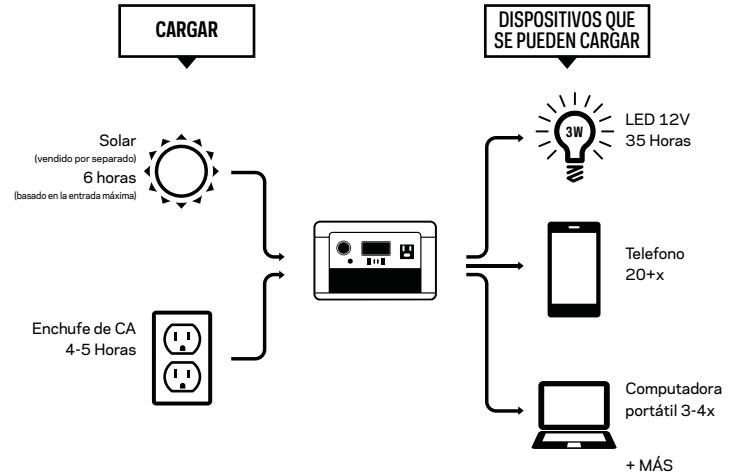 CARGAR
DISPOSITIVOS QUE
SE PUEDEN CARGAR
Solar
(vendido por separado)
6 horas
(basado en la entrada máxima)
Enchufe de CA
4-5 Horas
3W
LED 12V
35 Horas
Telefono
20+x
Computadora
portátil 3-4x
+ MÁS